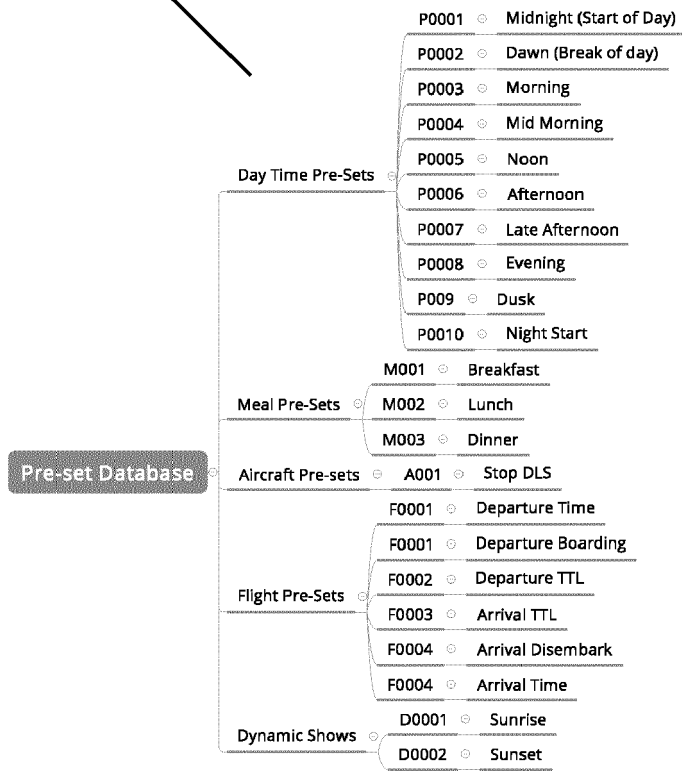 P0001 Midnight (Start of Day)
P0002 Dawn (Break of day)
P0003 Morning
P0004 Mid Morning
P0005 Noon
Day Time Pre-Sets
P0006 Afternoon
P0007 Late Afternoon
P0008 Evening
P009 Dusk
P0010 Night Start
M001 Breakfast
Meal Pre-Sets M002 Lunch
M003 Dinner
Pre-set Database
Aircraft Pre-sets A001 Stop DLS
F0001 Departure Time
F0001 Departure Boarding
F0002 Departure TTL
Flight Pre-Sets
F0003 Arrival TTL
F0004 Arrival Disembark
F0004 Arrival Time
D0001 Sunrise
Dynamic Shows
D0002 Sunset